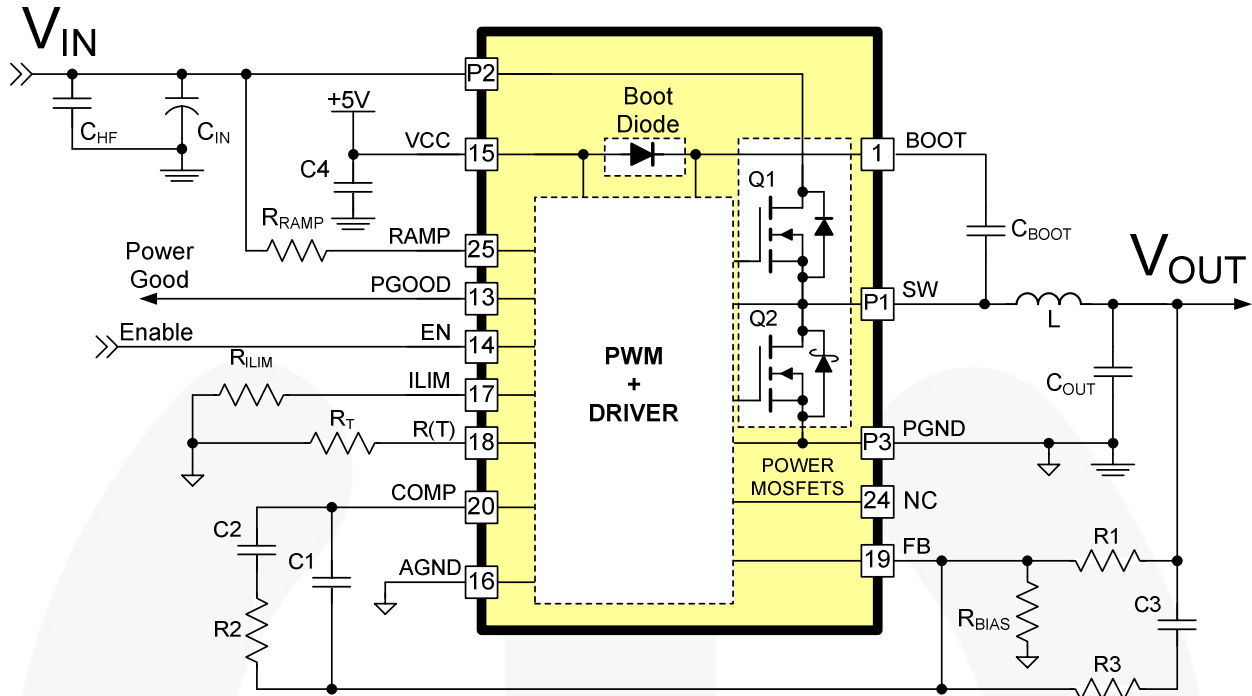 VIN
CHF
CIN
+5V
C4
VCC
15
P2
Boot
Diode
1
BOOT
CBOOT
Q1
RRAMP
RAMP
25
Power
Good
PGOOD
13
Enable
EN
14
RILIM
ILIM
17
RT
R(T)
18
PWM
+
DRIVER
Q2
P1
SW
L
VOUT
COUT
P3
PGND
POWER
MOSFETS
24
NC
COMP
20
C2
C1
R2
AGND
16
19
FB
R1
RBIAS
C3
R3